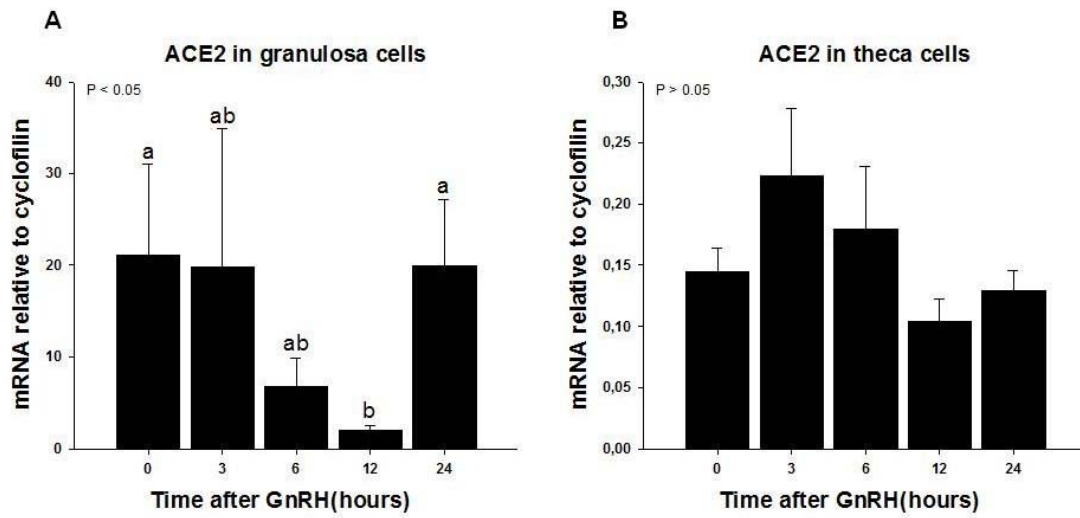 A
ACE2 in granulosa cells
P < 0.05
mRNA relative to cyclofilin
40
30
20
10
0
a
ab
ab
b
a
0 3 6 12 24
Time after GnRH(hours)
B
ACE2 in theca cells
P > 0.05
mRNA relative to cyclofilin
0,30
0,25
0,20
0,15
0,10
0,05
0,00
0 3 6 12 24
Time after GnRH(hours)